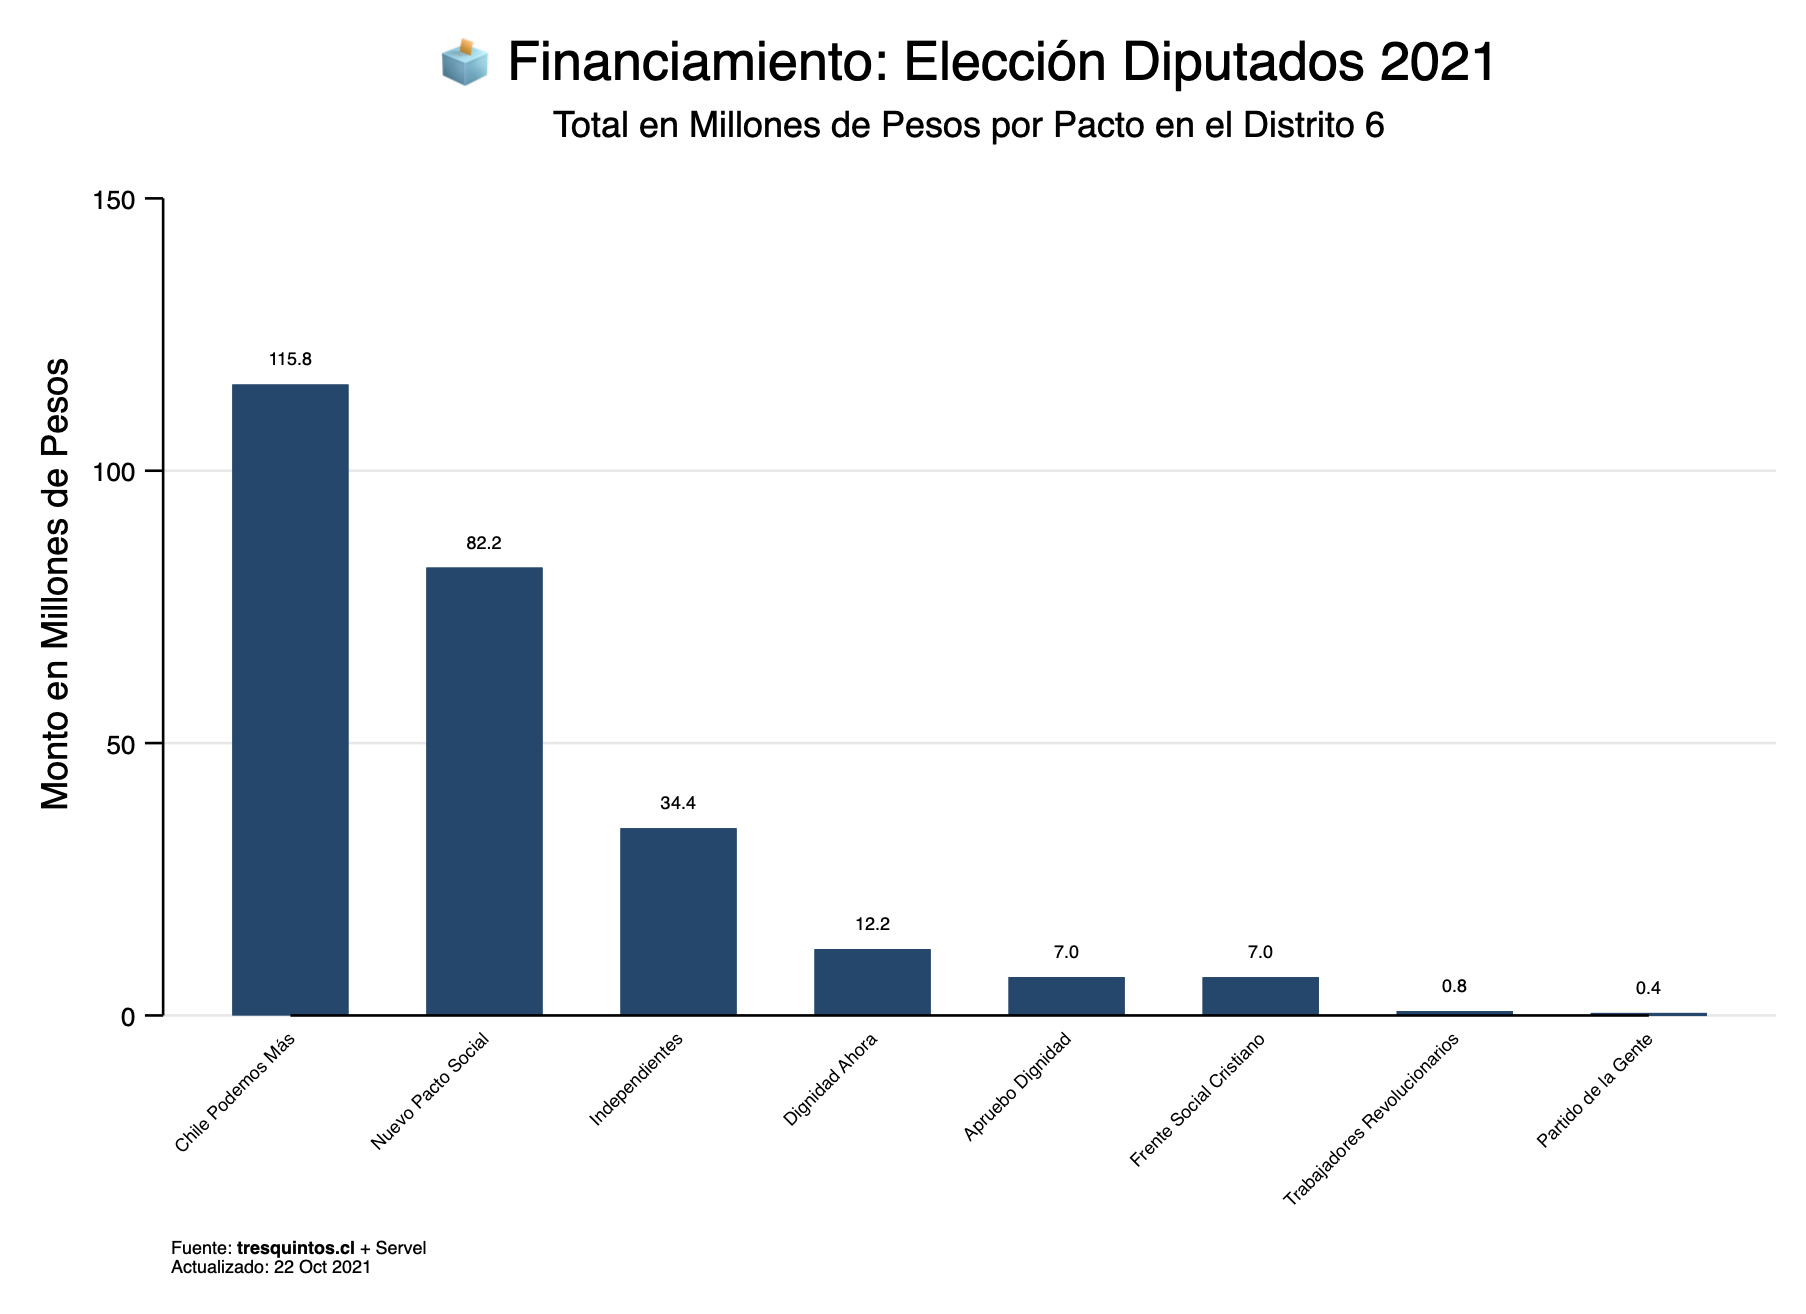 Financiamiento: Elección Diputados 2021
Total en Millones de Pesos por Pacto en el Distrito 6
Monto en Millones de Pesos
150
100
50
0
115.8
82.2
34.4
12.2
7.0
7.0
0.8
0.4
Chile Podemos Más
Nuevo Pacto Social
Independientes
Dignidad Ahora
Apruebo Dignidad
Frente Social Cristiano
Trabajadores Revolucionarios
Partido de la Gente
Fuente: tresquintos.cl + Servel
Actualizado: 22 Oct 2021